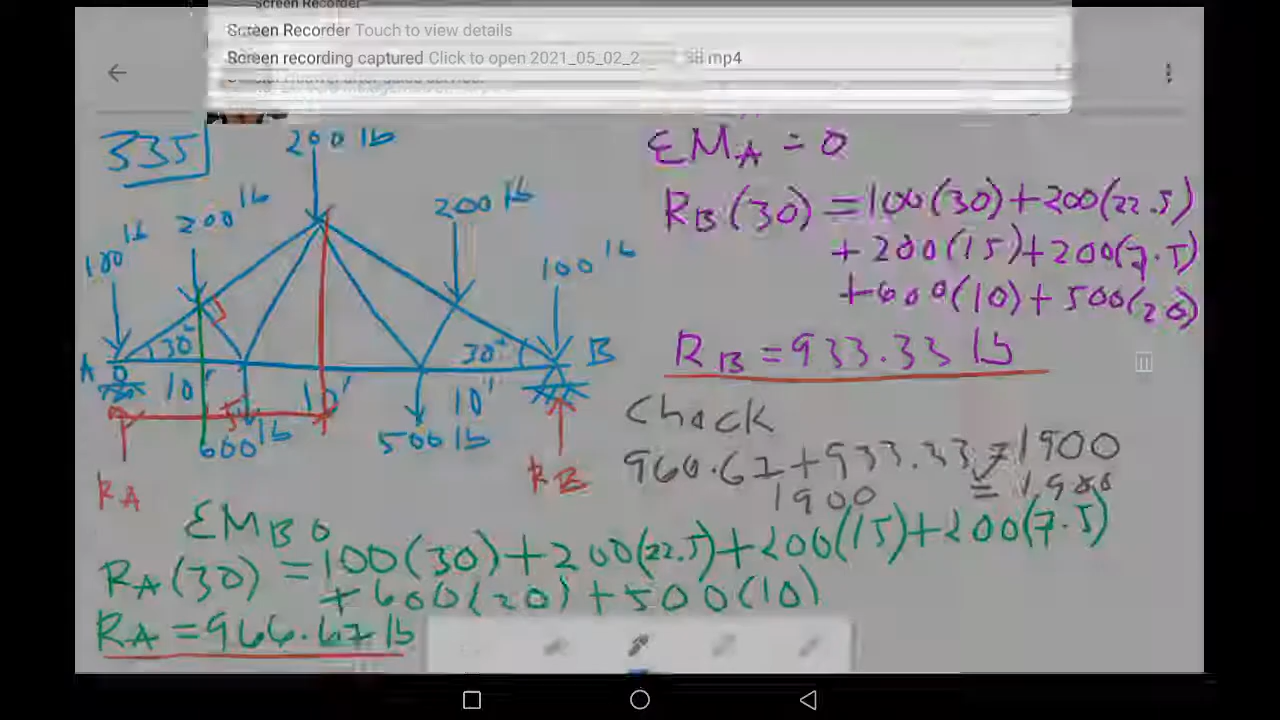 Screen Recorder
Screen Recorder Touch to view details
Screen recording captured Click to open 2021_05_02_2 mp4
335
200 lb
200 lb
200 lb
100 lb
100 lb
30°
30°
A
B
10'
5'
10'
600 lb
500 lb
RA
RB
ΣMA = 0
RB (30) = 100(30) + 200(22.5)
+ 200(15) + 200(7.5)
+ 600(10) + 500(20)
RB = 933.33 lb
Check
966.67 + 933.33 = 1900
1900 = 1900
ΣMB 0
RA (30) = 100(30) + 200(22.5) + 200(15) + 200(7.5)
+ 600(20) + 500(10)
RA = 966.67 lb